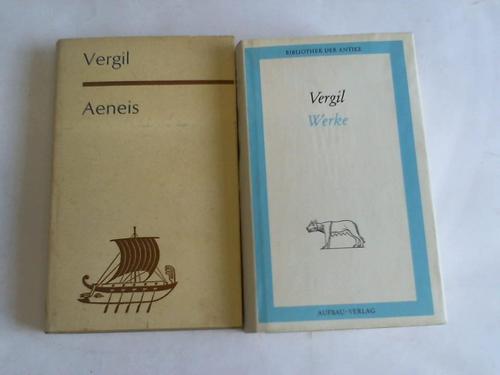 Vergil
Aeneis
BIBLIOTHEK DER ANTIKE
Vergil
Werke
AUFBAU-VERLAG